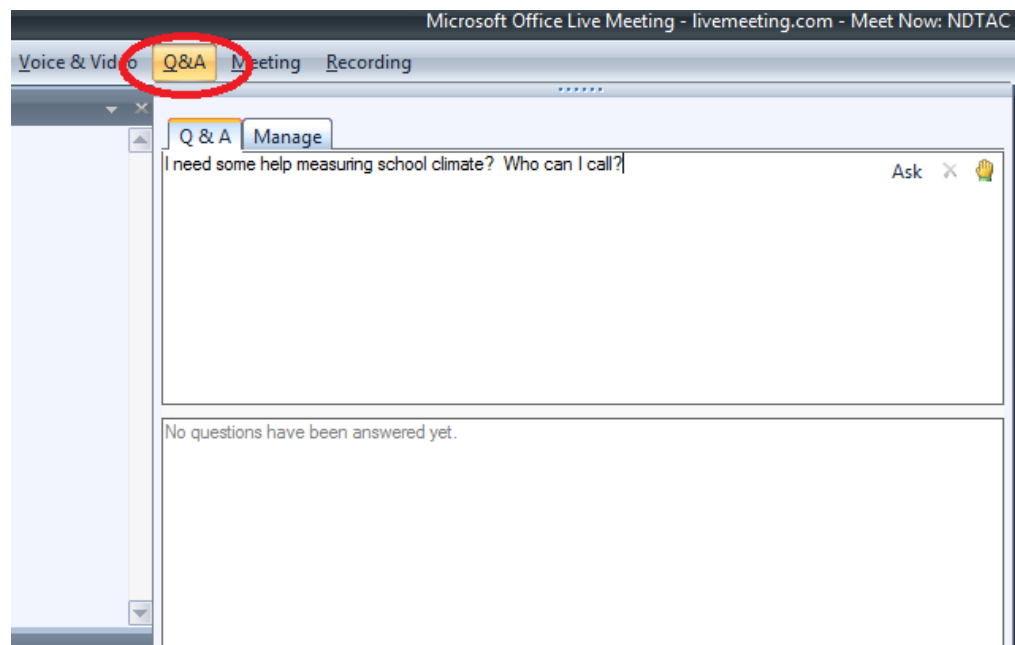 Microsoft Office Live Meeting - livemeeting.com - Meet Now: NDTAC
Voice & Video Q&A Meeting Recording
Q & A Manage
I need some help measuring school climate?  Who can I call?
Ask
No questions have been answered yet.